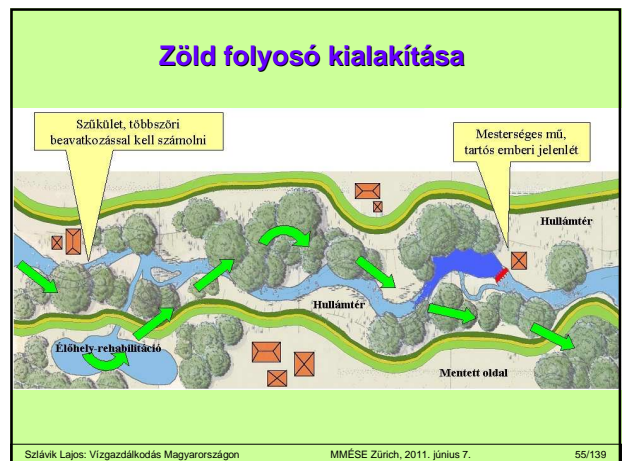 Zöld folyosó kialakítása
Szűkület, többszöri
beavatkozással kell számolni
Mesterséges mű,
tartós emberi jelenlét
Hullámtér
Hullámtér
Élőhely-rehabilitáció
Mentett oldal
Szlávik Lajos: Vízgazdálkodás Magyarországon
MMÉSE Zürich, 2011. június 7.
55/139